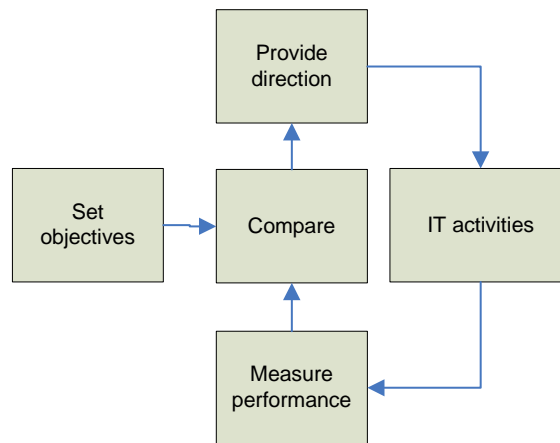 Provide
direction
Set
objectives
Compare
IT activities
Measure
performance